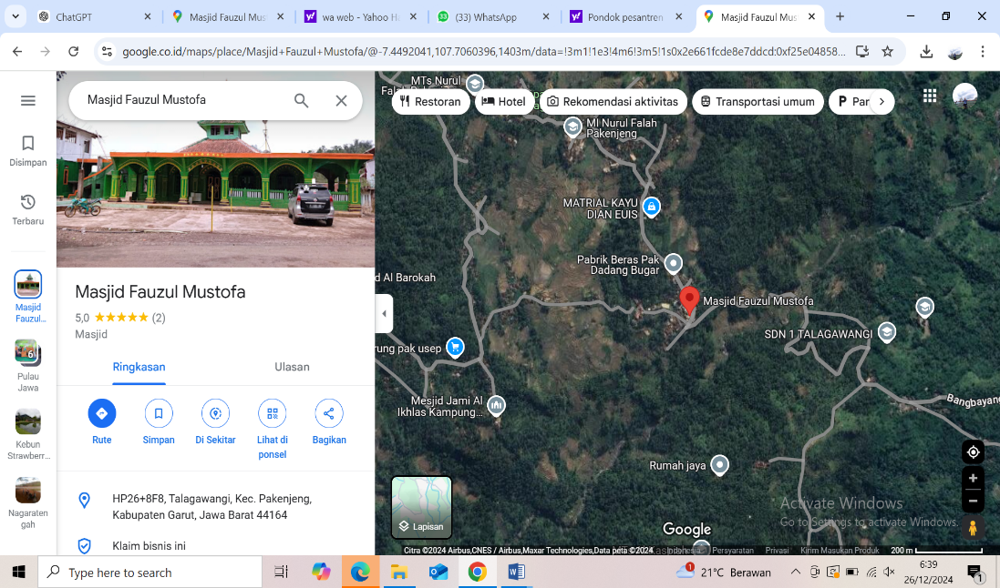 ChatGPT
Masjid Fauzul Mus
wa web - Yahoo Ha
(33) WhatsApp
Pondok pesantren
Masjid Fauzul Mus
google.co.id/maps/place/Masjid+Fauzul+Mustofa/@-7.4492041,107.7060396,1403m/data=!3m1!1e3!4m6!3m5!1s0x2e661fcde8e7ddcd:0xf25e04858...
Masjid Fauzul Mustofa
Restoran
Hotel
Rekomendasi aktivitas
Transportasi umum
Par
Disimpan
Terbaru
Masjid
Fauzul...
6
Pulau
Jawa
Kebun
Strawberr...
Nagaraten
gah
Masjid Fauzul Mustofa
5,0 (2)
Masjid
Ringkasan
Ulasan
Rute
Simpan
Di Sekitar
Lihat di
ponsel
Bagikan
HP26+8F8, Talagawangi, Kec. Pakenjeng,
Kabupaten Garut, Jawa Barat 44164
Klaim bisnis ini
MTs Nurul
MI Nurul Falah
Pakenjeng
MATRIAL KAYU
DIAN EUIS
Pabrik Beras Pak
Dadang Bugar
d Al Barokah
Masjid Fauzul Mustofa
SDN 1 TALAGAWANGI
rung pak usep
Mesjid Jami Al
Ikhlas Kampung...
Bangbayang
Rumah jaya
Lapisan
Google
Activate Windows
Go to Settings to activate Windows.
Citra ©2024 Airbus,CNES / Airbus,Maxar Technologies,Data peta ©2024
Indonesia
Persyaratan
Privasi
Kirim Masukan Produk
200 m
Type here to search
1
21°C Berawan
6:39
26/12/2024
1